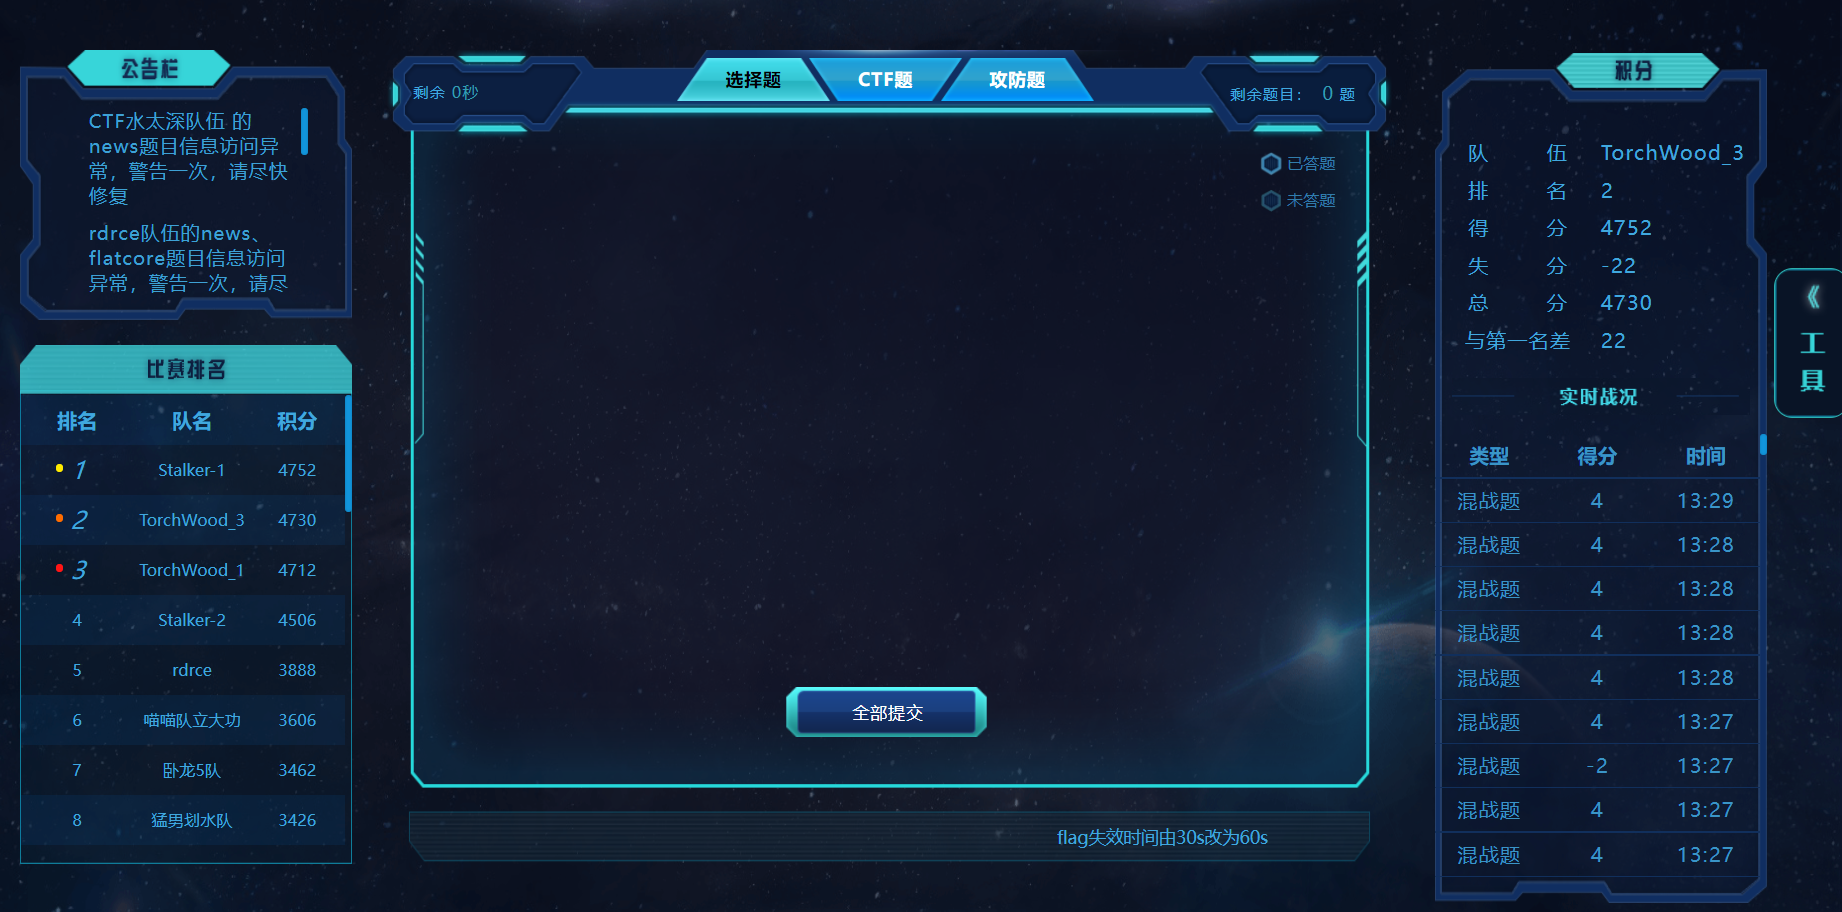 公告栏
CTF水太深队伍 的
news题目信息访问异
常，警告一次，请尽快
修复
rdrce队伍的news、
flatcore题目信息访问
异常，警告一次，请尽
比赛排名
排名 队名 积分
1 Stalker-1 4752
2 TorchWood_3 4730
3 TorchWood_1 4712
4 Stalker-2 4506
5 rdrce 3888
6 喵喵队立大功 3606
7 卧龙5队 3462
8 猛男划水队 3426
剩余 0秒
选择题 CTF题 攻防题
剩余题目： 0 题
已答题
未答题
全部提交
flag失效时间由30s改为60s
积分
队 伍 TorchWood_3
排 名 2
得 分 4752
失 分 -22
总 分 4730
与第一名差 22
实时战况
类型 得分 时间
混战题 4 13:29
混战题 4 13:28
混战题 4 13:28
混战题 4 13:28
混战题 4 13:28
混战题 4 13:27
混战题 -2 13:27
混战题 4 13:27
混战题 4 13:27
《
工
具